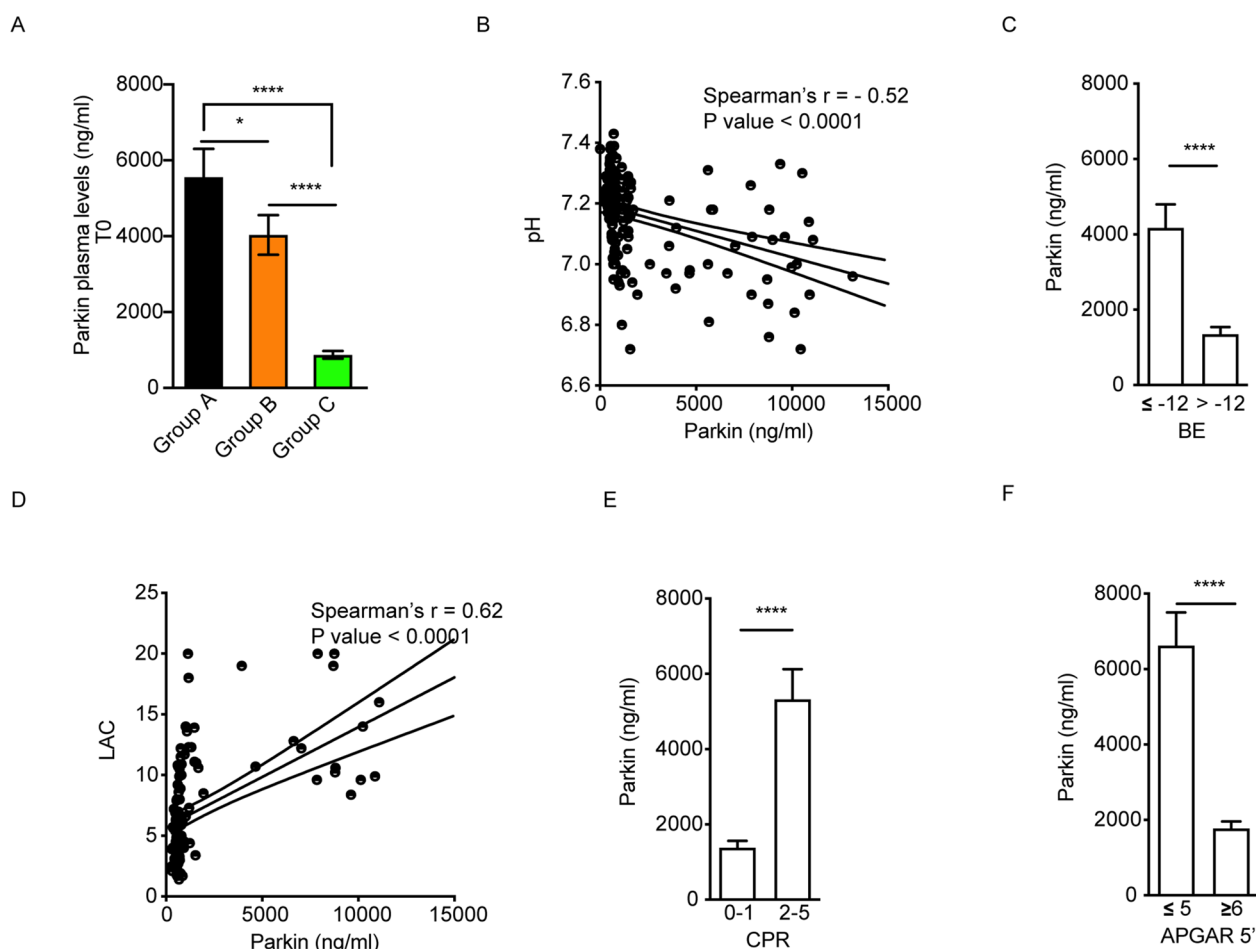 A
Parkin plasma levels (ng/ml)
T0
8000
6000
4000
2000
0
****
*
****
Group A
Group B
Group C
B
pH
7.6
7.4
7.2
7.0
6.8
6.6
Spearman's r = - 0.52
P value < 0.0001
0 5000 10000 15000
Parkin (ng/ml)
C
Parkin (ng/ml)
8000
6000
4000
2000
0
****
≤ -12 > -12
BE
D
LAC
25
20
15
10
5
0
Spearman's r = 0.62
P value < 0.0001
0 5000 10000 15000
Parkin (ng/ml)
E
Parkin (ng/ml)
8000
6000
4000
2000
0
****
0-1 2-5
CPR
F
Parkin (ng/ml)
8000
6000
4000
2000
0
****
≤ 5 ≥6
APGAR 5'